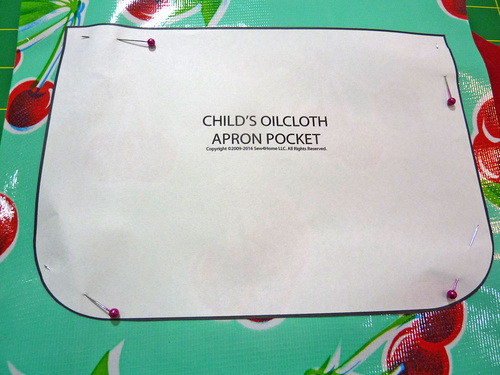 CHILD'S OILCLOTH
APRON POCKET
Copyright ©2009-2016 Sew4Home LLC. All Rights Reserved.